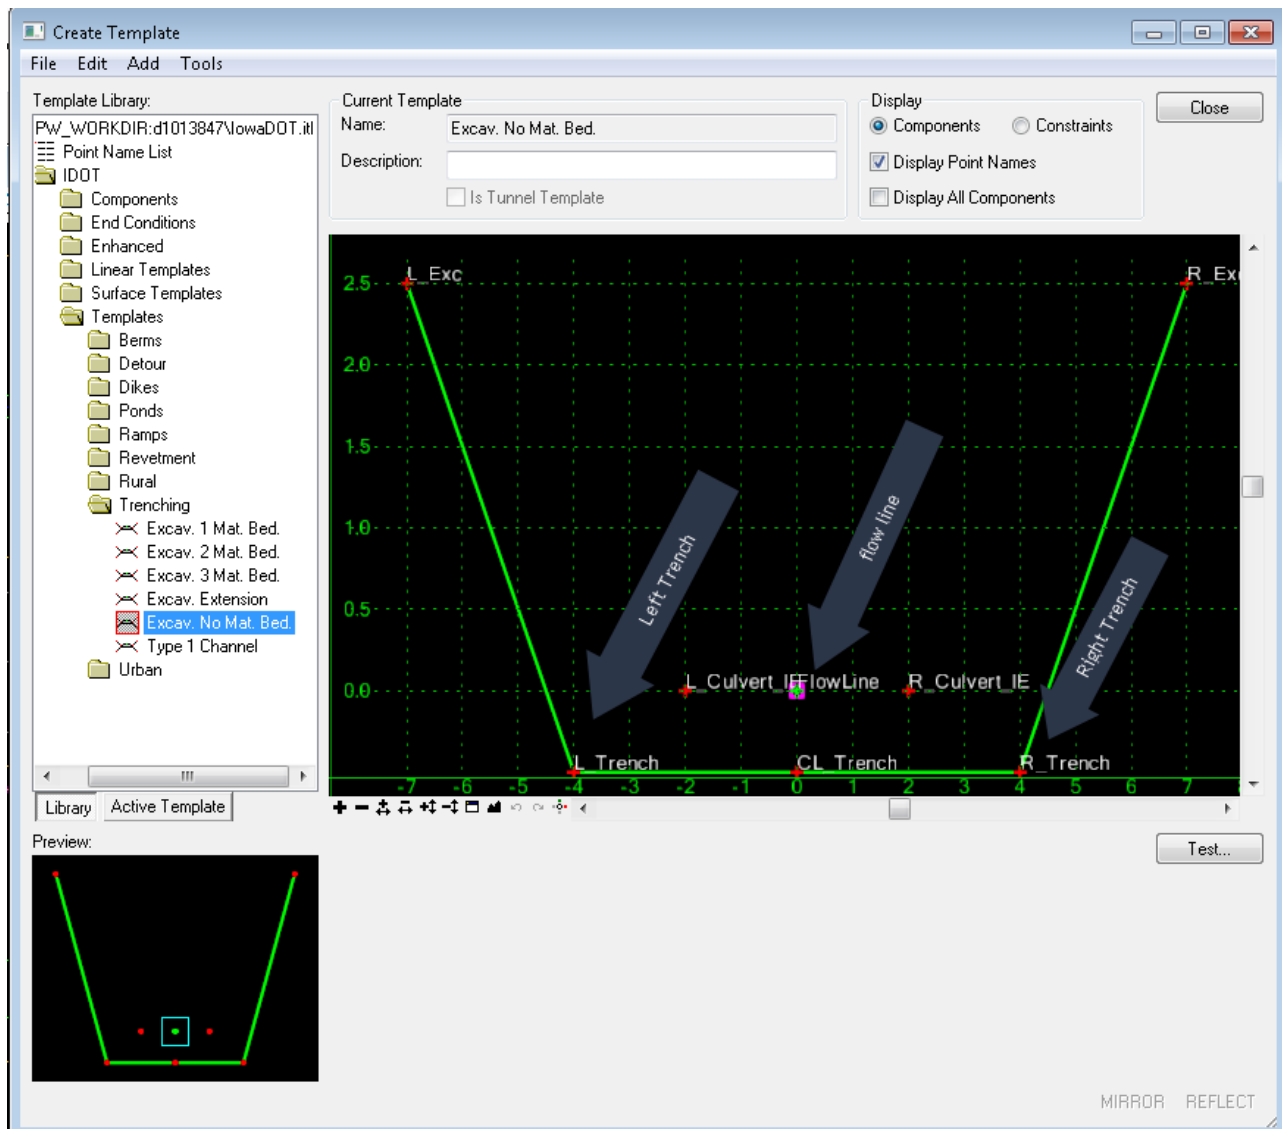 Create Template
File Edit Add Tools
Template Library:
PW_WORKDIR:d1013847\IowaDOT.itl
Point Name List
IDOT
Components
End Conditions
Enhanced
Linear Templates
Surface Templates
Templates
Berms
Detour
Dikes
Ponds
Ramps
Revetment
Rural
Trenching
Excav. 1 Mat. Bed.
Excav. 2 Mat. Bed.
Excav. 3 Mat. Bed.
Excav. Extension
Excav. No Mat. Bed.
Type 1 Channel
Urban
Library Active Template
Current Template
Name: Excav. No Mat. Bed.
Description:
Is Tunnel Template
Display
Components Constraints
Display Point Names
Display All Components
Close
L_Exc R_Exc
2.5
2.0
1.5
1.0
0.5
0.0
Left Trench
flow line
Right Trench
L_Culvert_IE FlowLine R_Culvert_IE
L_Trench CL_Trench R_Trench
-7 -6 -5 -4 -3 -2 -1 0 1 2 3 4 5 6 7
Preview:
Test...
MIRROR REFLECT